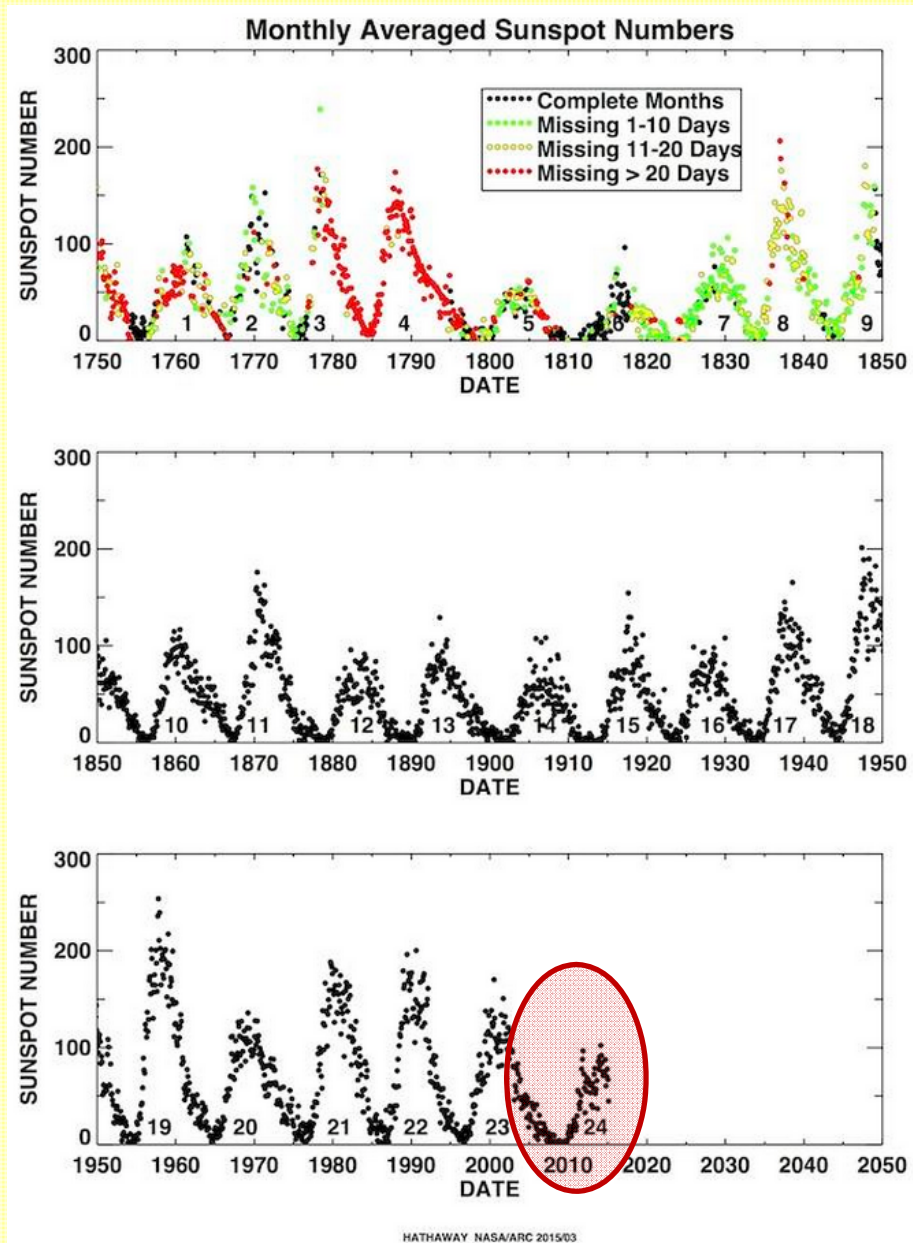 Monthly Averaged Sunspot Numbers
SUNSPOT NUMBER
300
200
100
0
Complete Months
Missing 1-10 Days
Missing 11-20 Days
Missing > 20 Days
1 2 3 4 5 6 7 8 9
1750 1760 1770 1780 1790 1800 1810 1820 1830 1840 1850
DATE
SUNSPOT NUMBER
300
200
100
0
10 11 12 13 14 15 16 17 18
1850 1860 1870 1880 1890 1900 1910 1920 1930 1940 1950
DATE
SUNSPOT NUMBER
300
200
100
0
19 20 21 22 23 24
1950 1960 1970 1980 1990 2000 2010 2020 2030 2040 2050
DATE
HATHAWAY NASA/ARC 2015/03